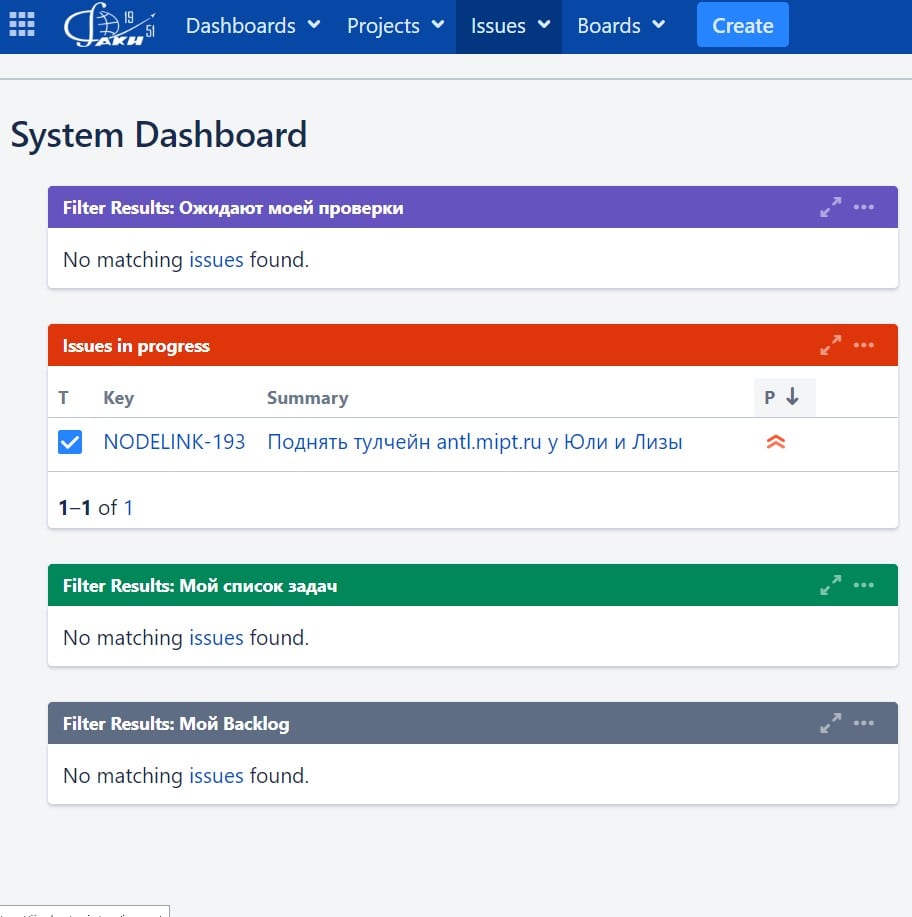 19
51
ФАКИ
Dashboards Projects Issues Boards Create
System Dashboard
Filter Results: Ожидают моей проверки
No matching issues found.
Issues in progress
T Key Summary P
NODELINK-193 Поднять тулчейн antl.mipt.ru у Юли и Лизы
1–1 of 1
Filter Results: Мой список задач
No matching issues found.
Filter Results: Мой Backlog
No matching issues found.